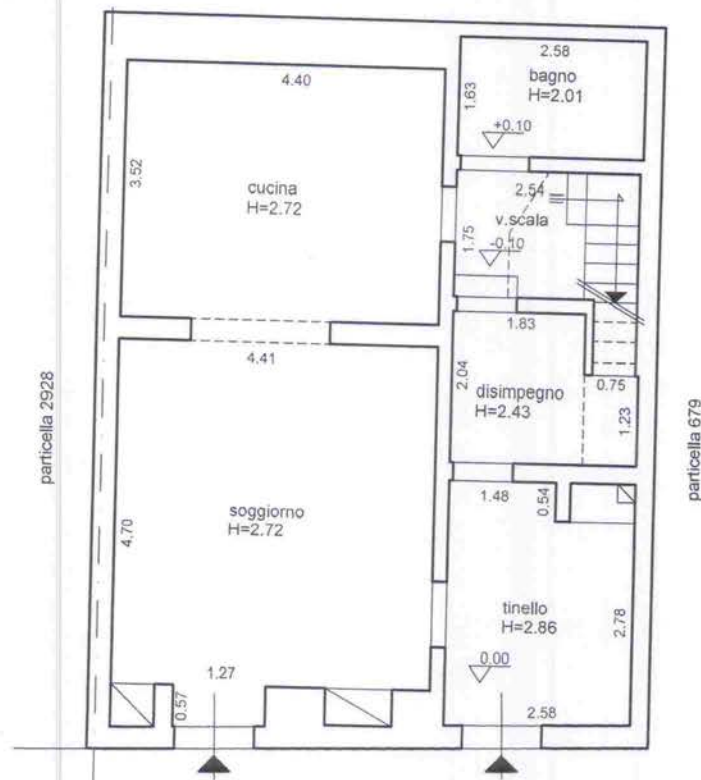 2.58
bagno
H=2.01
1.63
+0.10
4.40
3.52
cucina
H=2.72
2.54
v.scala
1.75
-0.10
1.83
4.41
2.04
disimpegno
H=2.43
0.75
1.23
particella 2928
particella 679
1.48
0.54
soggiorno
H=2.72
4.70
tinello
H=2.86
2.78
0.00
1.27
0.57
2.58